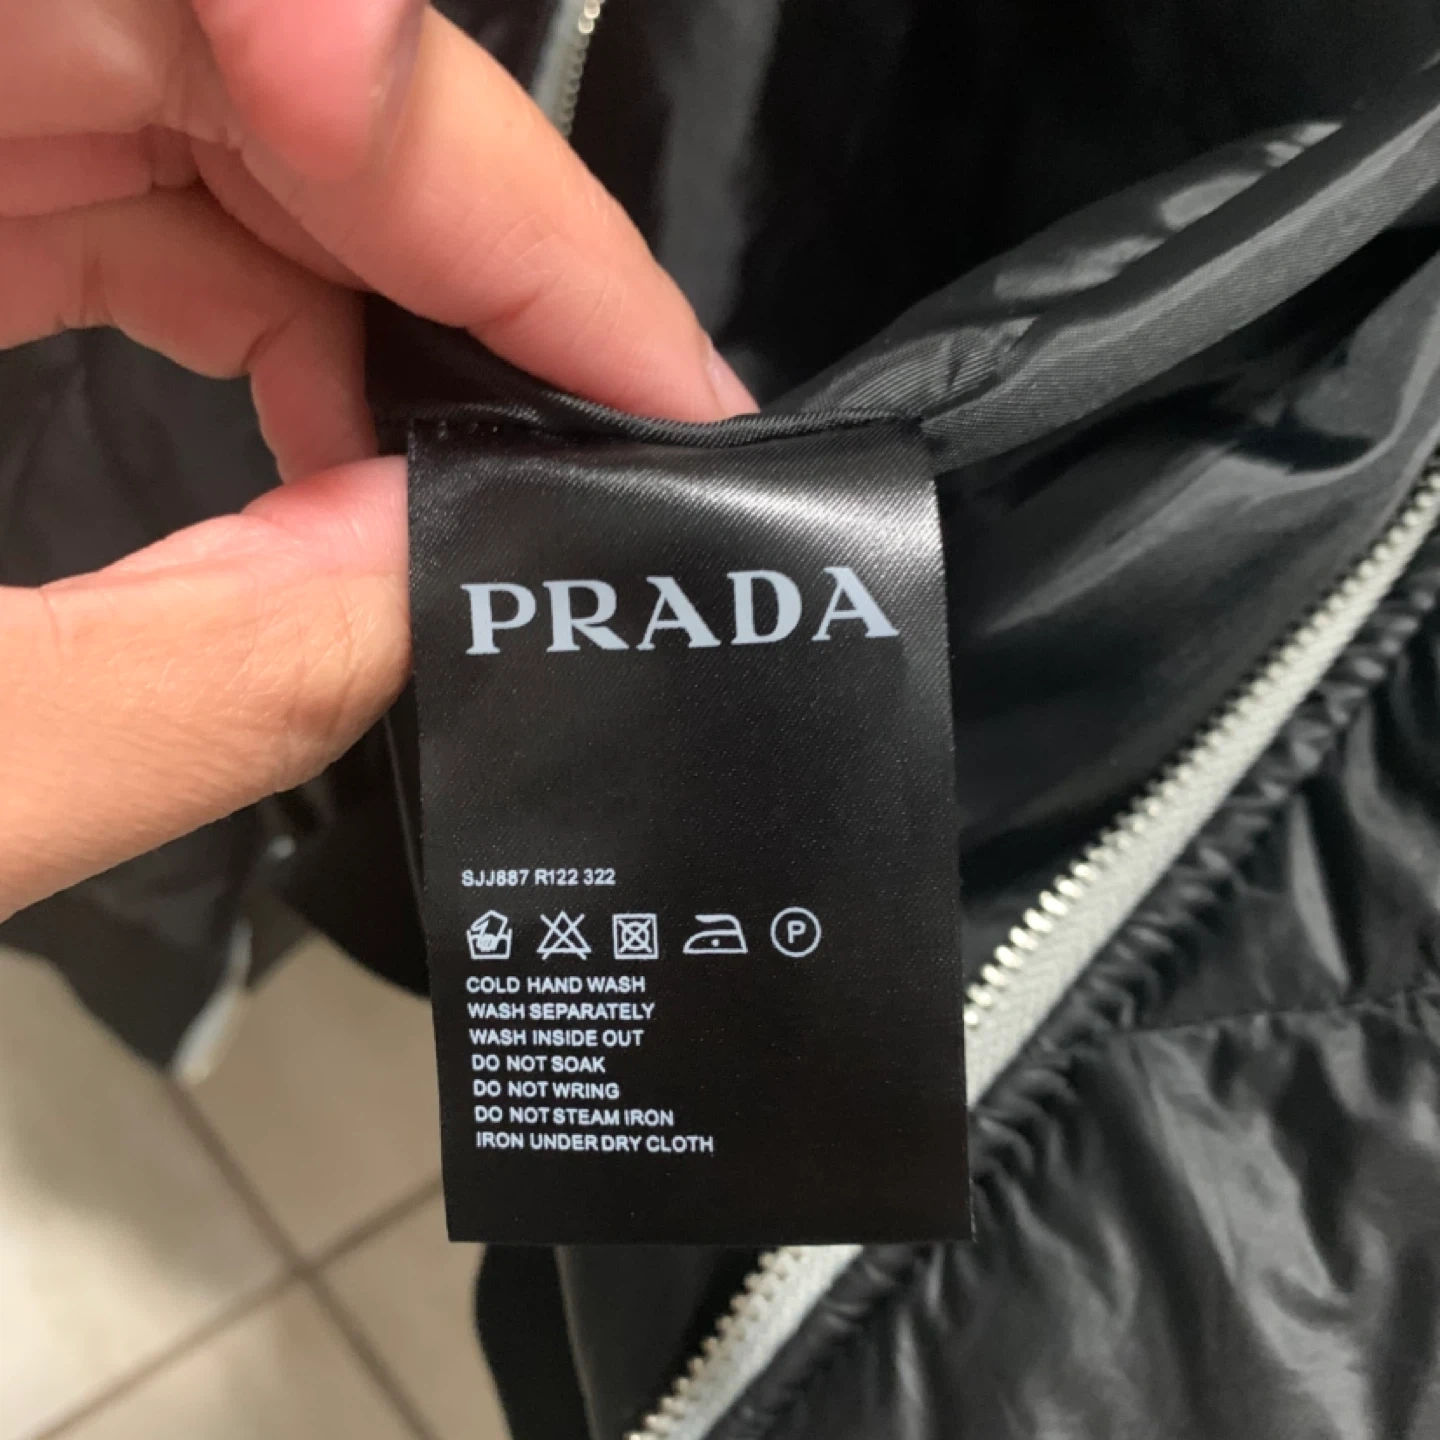 PRADA
SJJ887 R122 322
P
COLD HAND WASH
WASH SEPARATELY
WASH INSIDE OUT
DO NOT SOAK
DO NOT WRING
DO NOT STEAM IRON
IRON UNDER DRY CLOTH